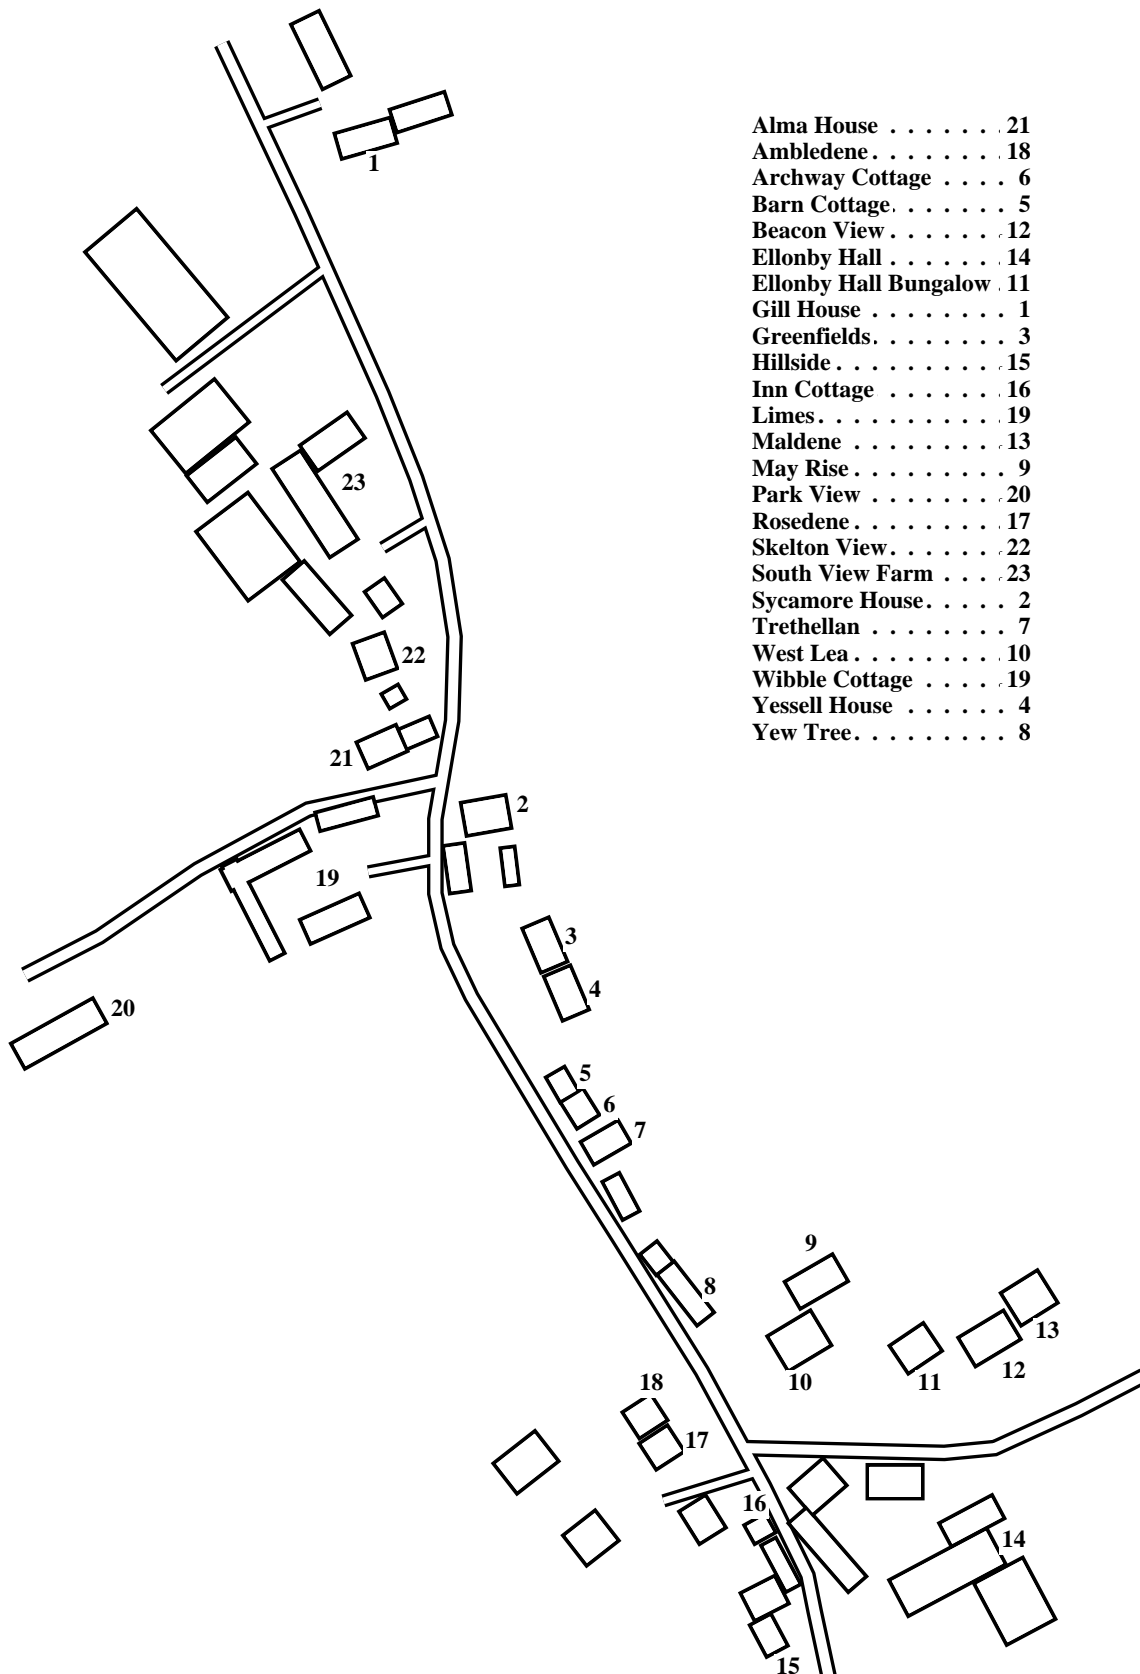 1
Alma House . . . . . . . 21
Ambledene . . . . . . . . 18
Archway Cottage . . . . 6
Barn Cottage . . . . . . . 5
Beacon View . . . . . . . 12
Ellonby Hall . . . . . . . 14
Ellonby Hall Bungalow . 11
Gill House . . . . . . . . 1
Greenfields . . . . . . . . 3
Hillside . . . . . . . . . . 15
Inn Cottage . . . . . . . 16
Limes . . . . . . . . . . . 19
Maldene . . . . . . . . . 13
May Rise . . . . . . . . . 9
Park View . . . . . . . . 20
Rosedene . . . . . . . . . 17
Skelton View . . . . . . . 22
South View Farm . . . . 23
Sycamore House . . . . . 2
Trethellan . . . . . . . . 7
West Lea . . . . . . . . . 10
Wibble Cottage . . . . . 19
Yessell House . . . . . . 4
Yew Tree . . . . . . . . . 8
23
22
21
2
19
3
4
20
5
6
7
9
8
13
12
11
10
18
17
16
14
15